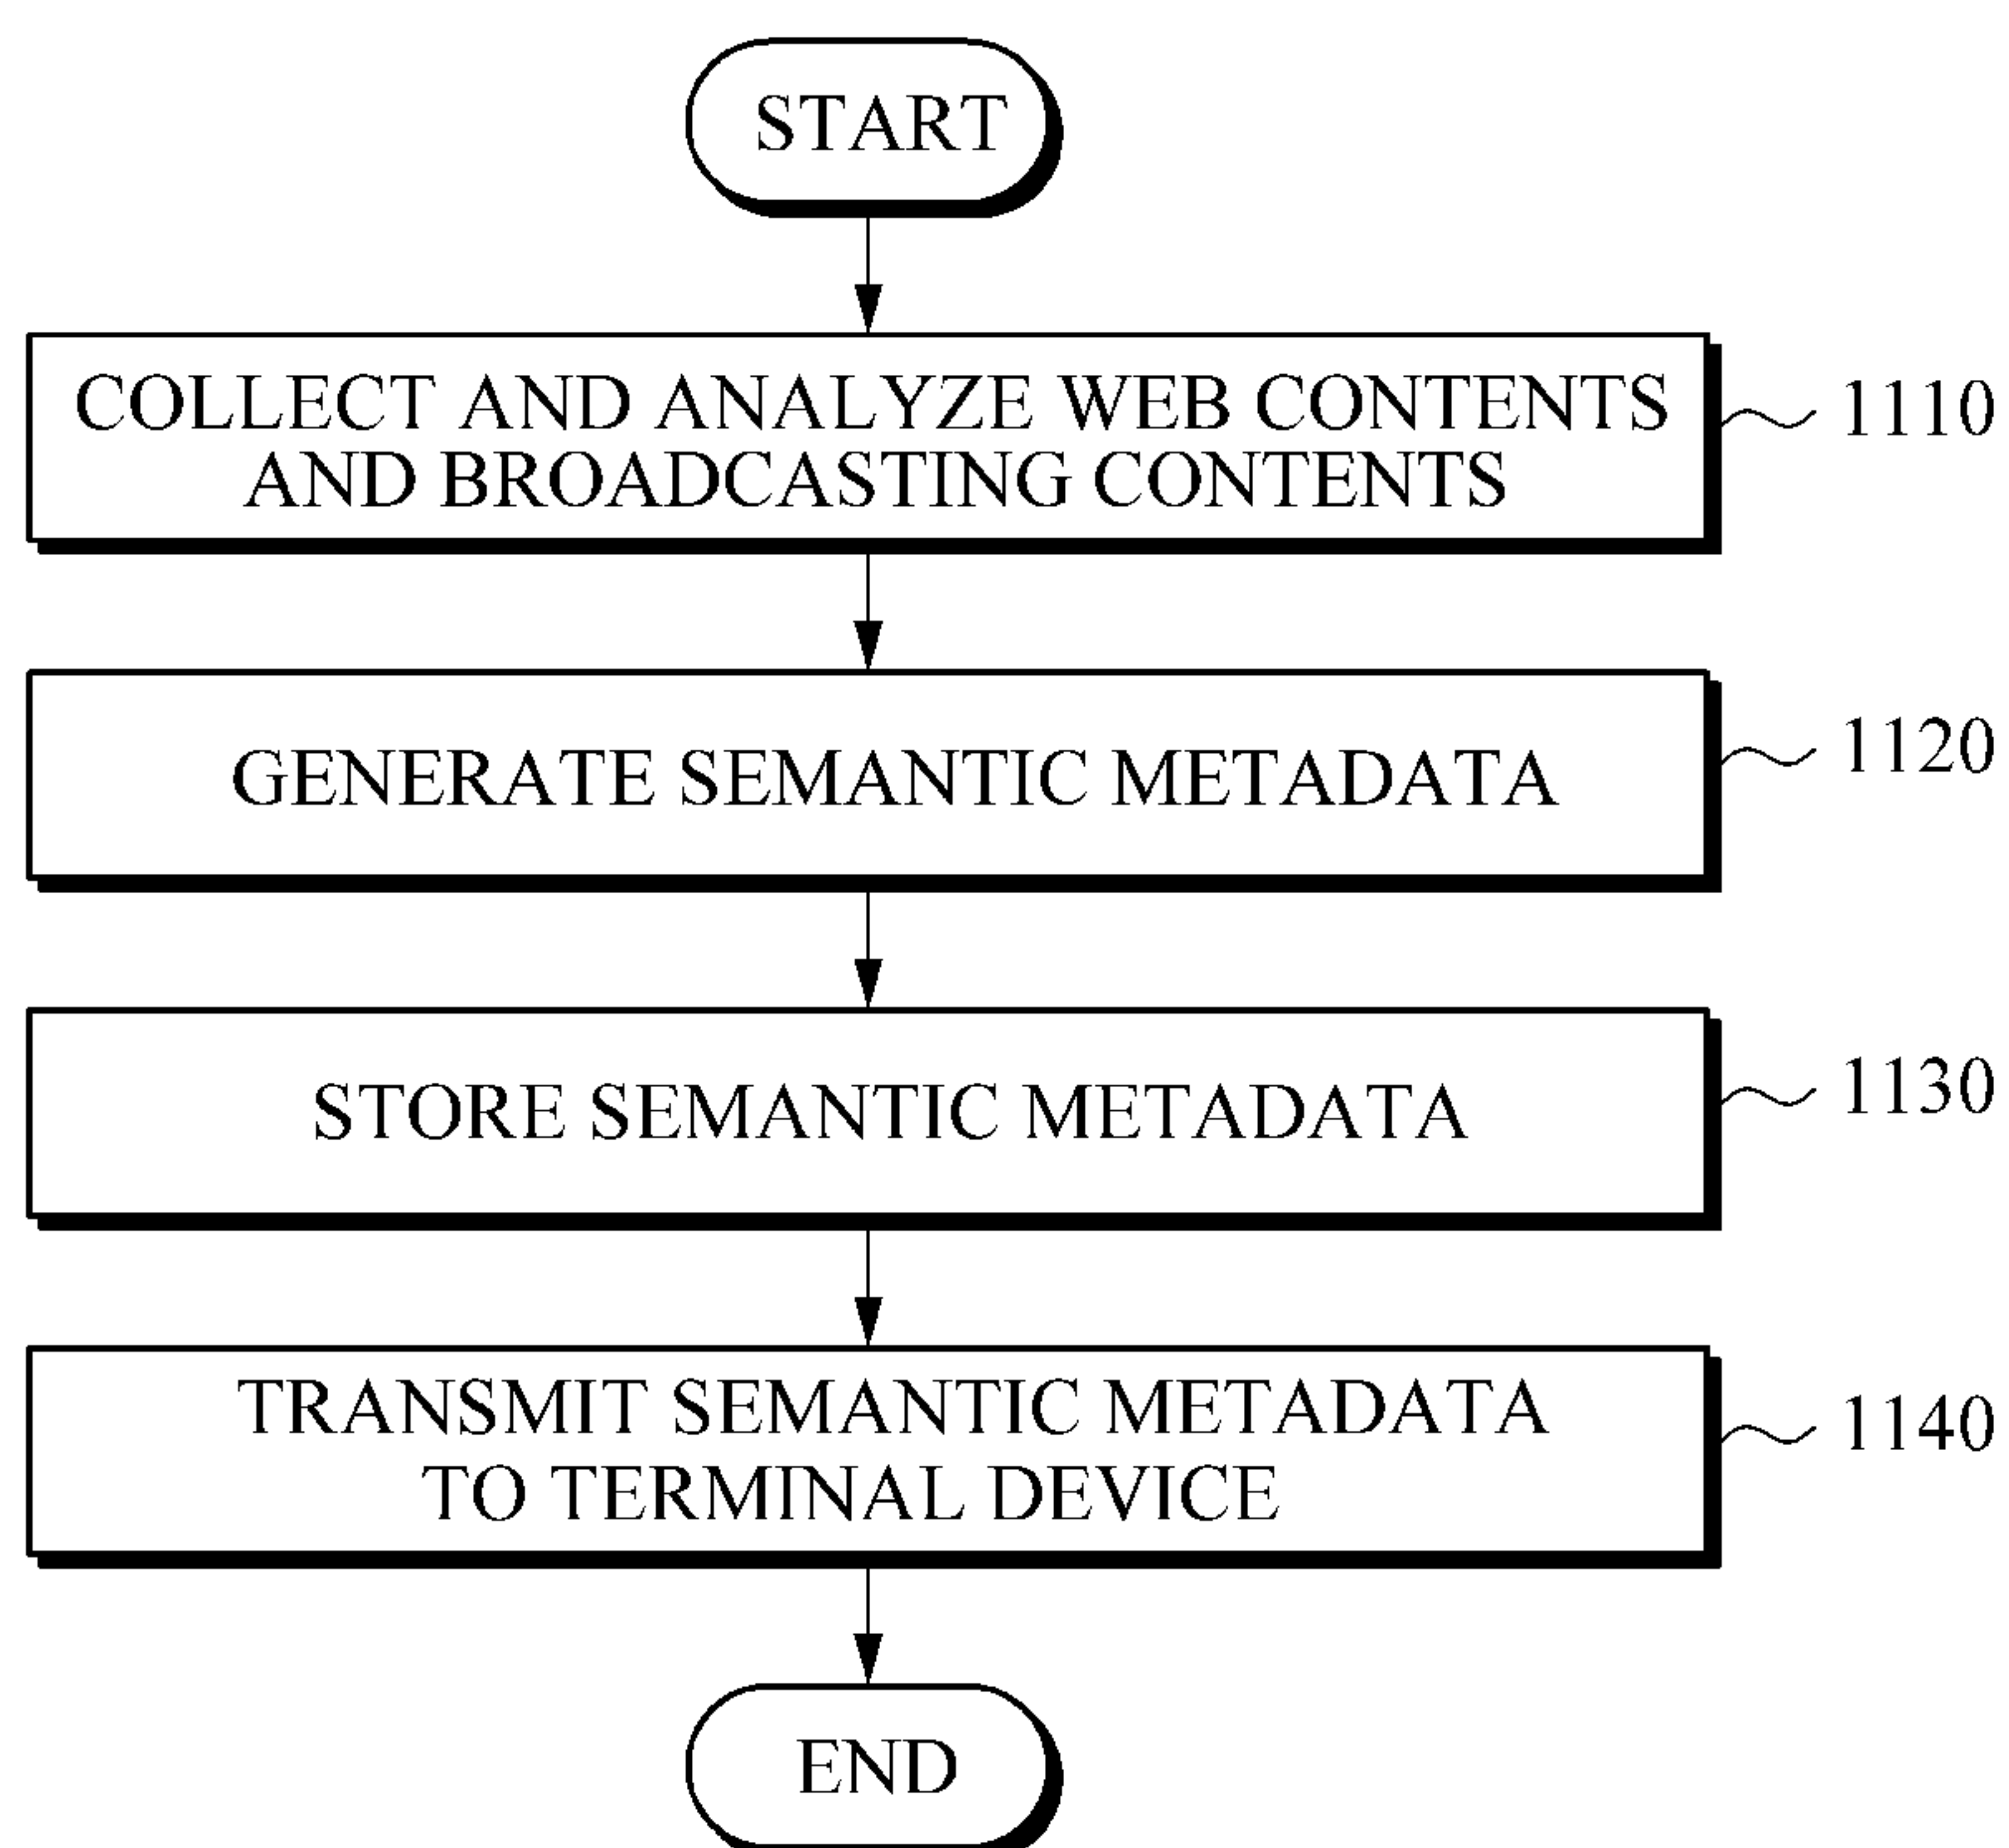 START
COLLECT AND ANALYZE WEB CONTENTS
AND BROADCASTING CONTENTS
1110
GENERATE SEMANTIC METADATA
1120
STORE SEMANTIC METADATA
1130
TRANSMIT SEMANTIC METADATA
TO TERMINAL DEVICE
1140
END